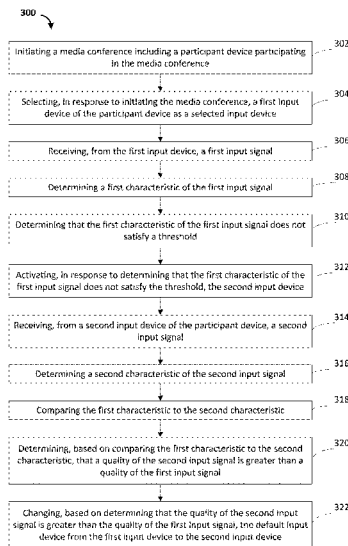 300
302
Initiating a media conference including a participant device participating
in the media conference
304
Selecting, in response to initiating the media conference, a first input
device of the participant device as a selected input device
306
Receiving, from the first input device, a first input signal
308
Determining a first characteristic of the first input signal
310
Determining that the first characteristic of the first input signal does not
satisfy a threshold
312
Activating, in response to determining that the first characteristic of the
first input signal does not satisfy the threshold, the second input device
314
Receiving, from a second input device of the participant device, a second
input signal
316
Determining a second characteristic of the second input signal
318
Comparing the first characteristic to the second characteristic
320
Determining, based on comparing the first characteristic to the second
characteristic, that a quality of the second input signal is greater than a
quality of the first input signal
322
Changing, based on determining that the quality of the second input
signal is greater than the quality of the first input signal, the default input
device from the first input device to the second input device